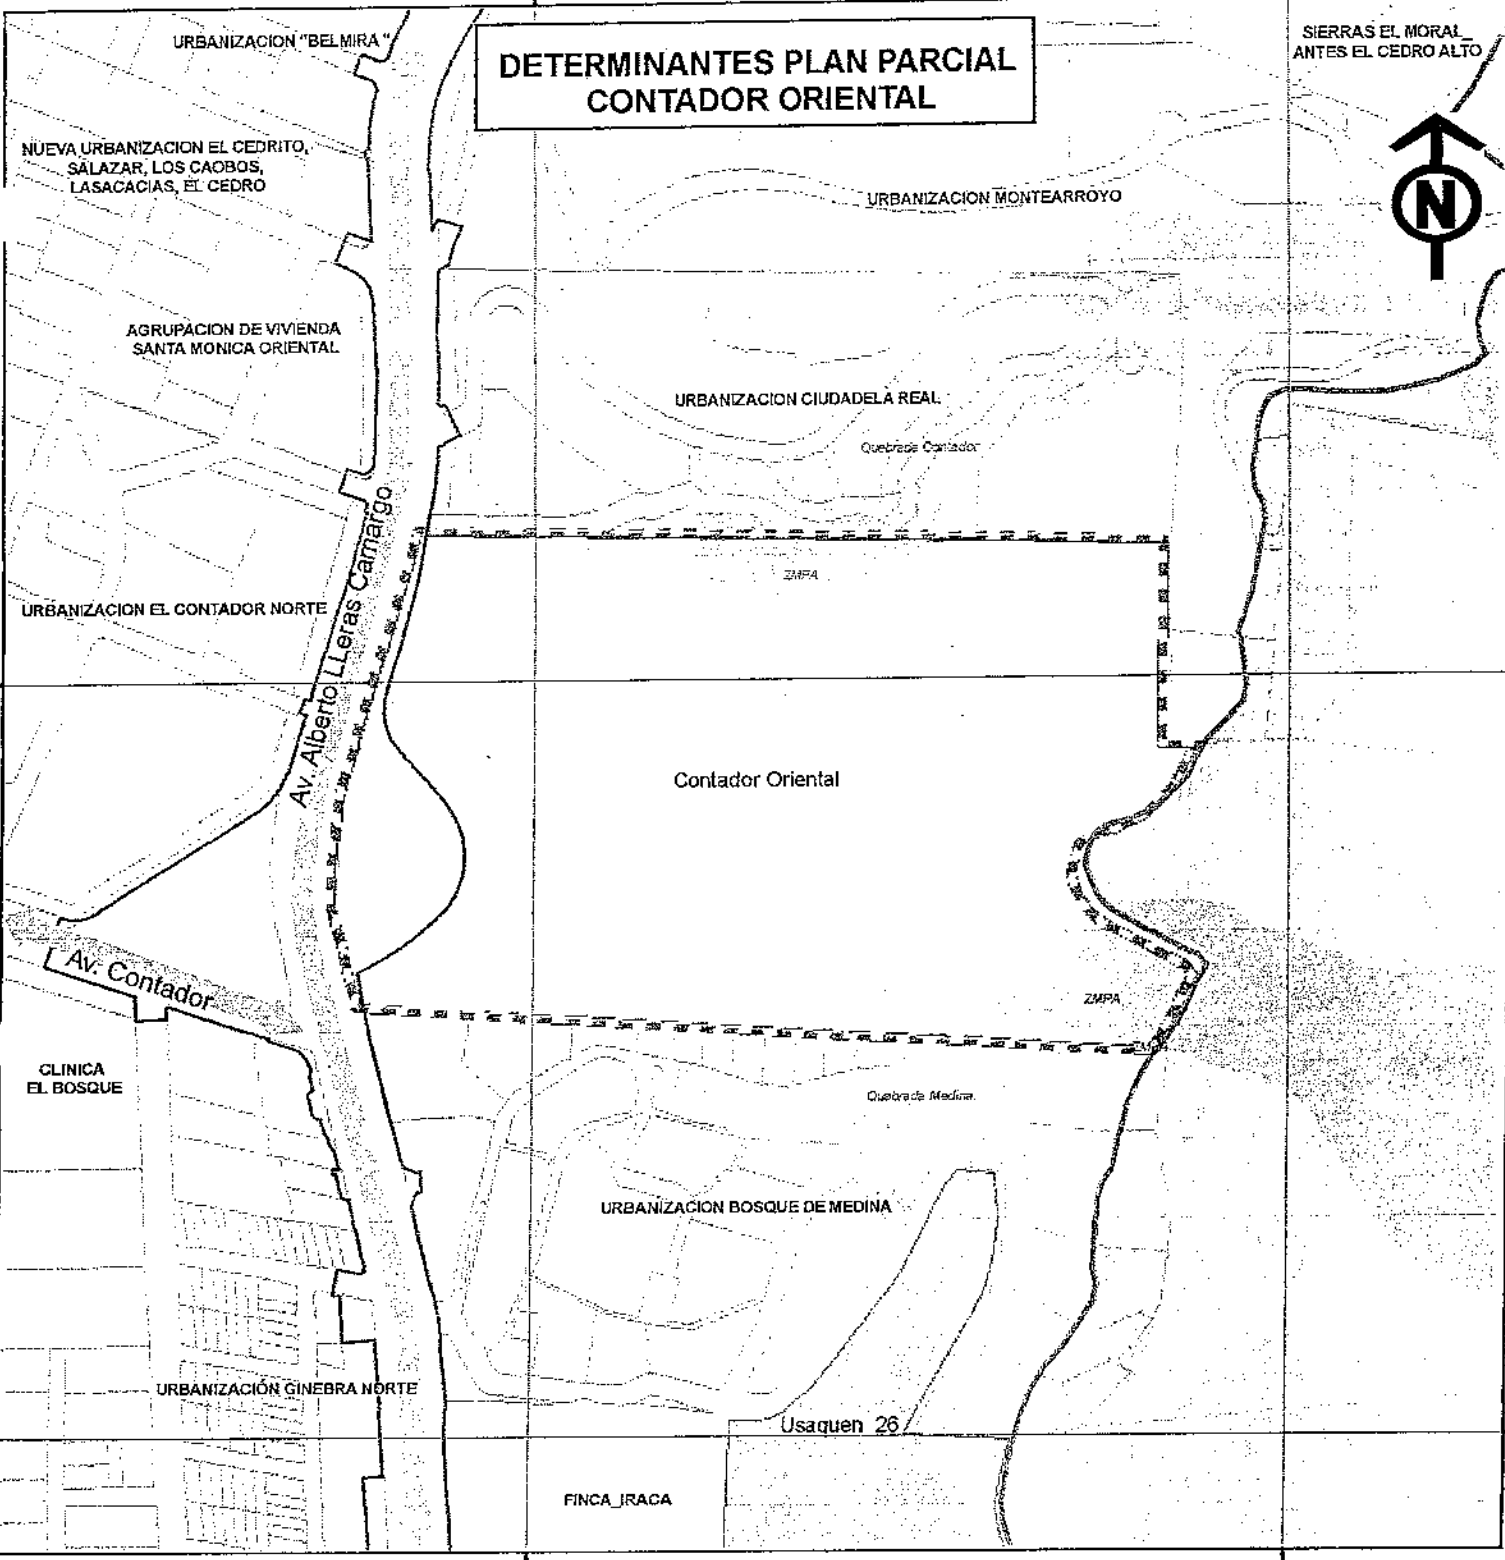 URBANIZACION "BELMIRA"
DETERMINANTES PLAN PARCIAL
CONTADOR ORIENTAL
SIERRAS EL MORAL_
ANTES EL CEDRO ALTO
NUEVA URBANIZACION EL CEDRITO,
SALAZAR, LOS CAOBOS,
LASACACIAS, EL CEDRO
URBANIZACION MONTEARROYO
N
AGRUPACION DE VIVIENDA
SANTA MONICA ORIENTAL
URBANIZACION CIUDADELA REAL
Quebrada Contador
Av. Alberto LLeras Camargo
ZMPA
URBANIZACION EL CONTADOR NORTE
Contador Oriental
Av. Contador
ZMPA
CLINICA
EL BOSQUE
Quebrada Medina
URBANIZACION BOSQUE DE MEDINA
URBANIZACIÓN GINEBRA NORTE
Usaquen 26
FINCA_IRACA